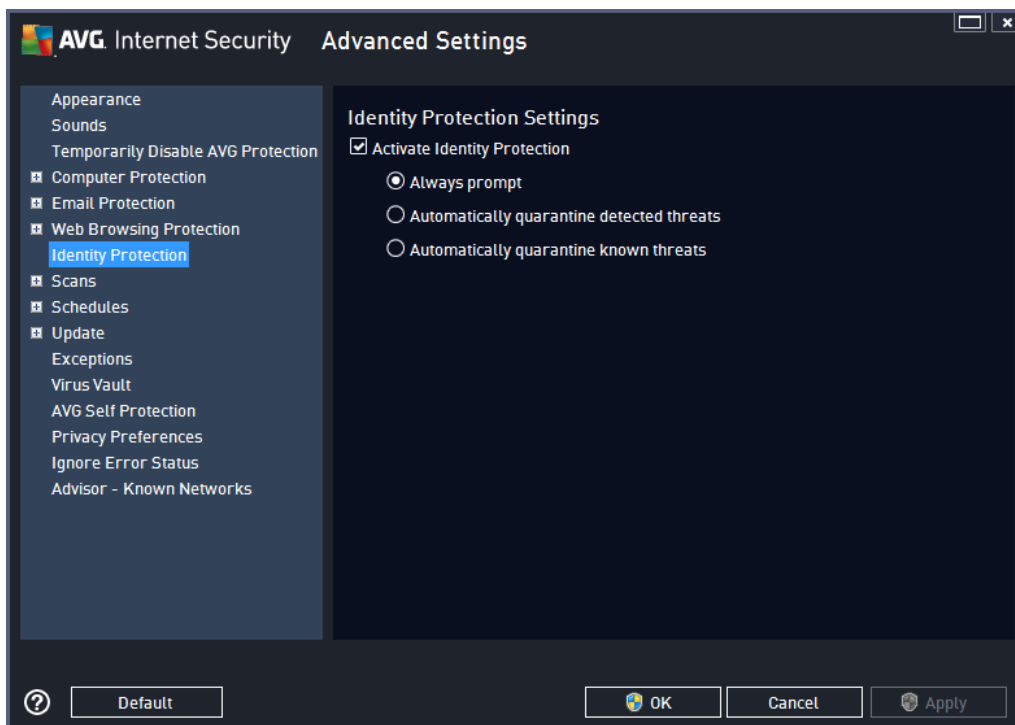 AVG. Internet Security Advanced Settings
Appearance
Sounds
Temporarily Disable AVG Protection
Computer Protection
Email Protection
Web Browsing Protection
Identity Protection
Scans
Schedules
Update
Exceptions
Virus Vault
AVG Self Protection
Privacy Preferences
Ignore Error Status
Advisor - Known Networks
Identity Protection Settings
Activate Identity Protection
Always prompt
Automatically quarantine detected threats
Automatically quarantine known threats
? Default OK Cancel Apply